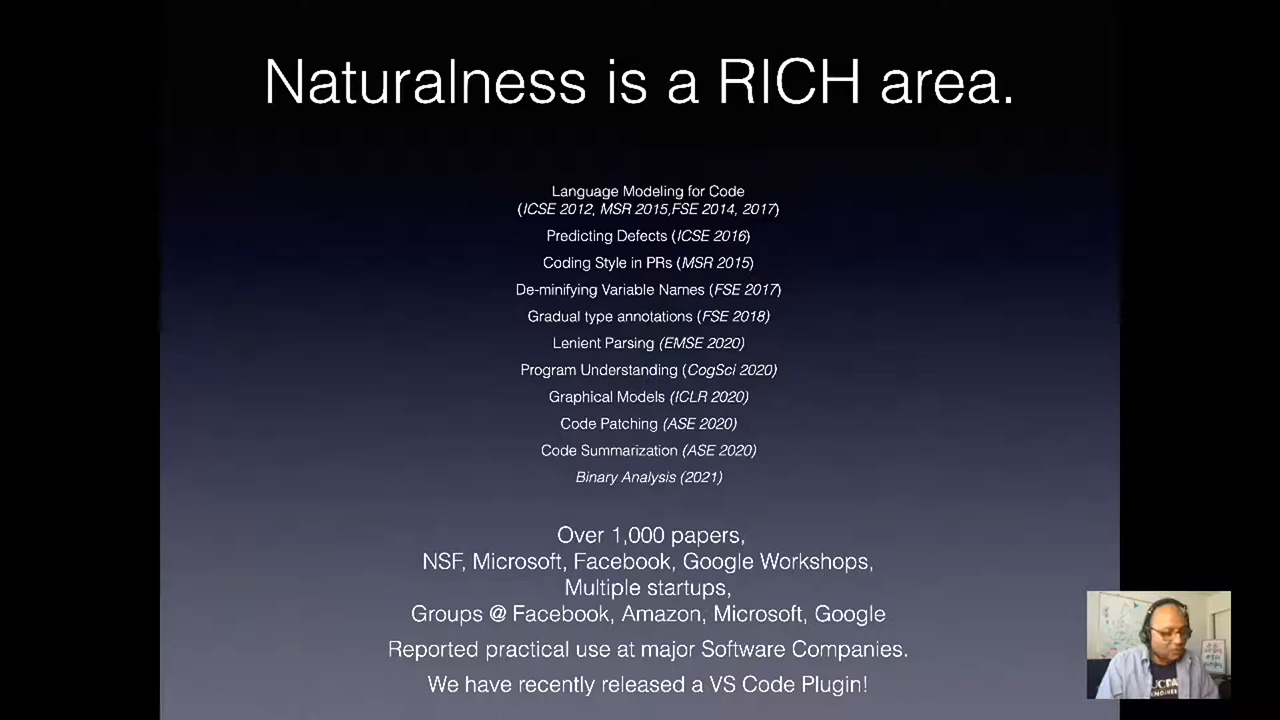 Naturalness is a RICH area.
Language Modeling for Code
(ICSE 2012, MSR 2015,FSE 2014, 2017)
Predicting Defects (ICSE 2016)
Coding Style in PRs (MSR 2015)
De-minifying Variable Names (FSE 2017)
Gradual type annotations (FSE 2018)
Lenient Parsing (EMSE 2020)
Program Understanding (CogSci 2020)
Graphical Models (ICLR 2020)
Code Patching (ASE 2020)
Code Summarization (ASE 2020)
Binary Analysis (2021)
Over 1,000 papers,
NSF, Microsoft, Facebook, Google Workshops,
Multiple startups,
Groups @ Facebook, Amazon, Microsoft, Google
Reported practical use at major Software Companies.
We have recently released a VS Code Plugin!